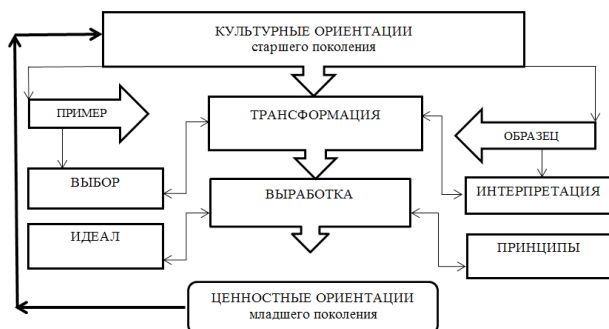 КУЛЬТУРНЫЕ ОРИЕНТАЦИИ
старшего поколения
ПРИМЕР
ТРАНСФОРМАЦИЯ
ОБРАЗЕЦ
ВЫБОР
ВЫРАБОТКА
ИНТЕРПРЕТАЦИЯ
ИДЕАЛ
ПРИНЦИПЫ
ЦЕННОСТНЫЕ ОРИЕНТАЦИИ
младшего поколения